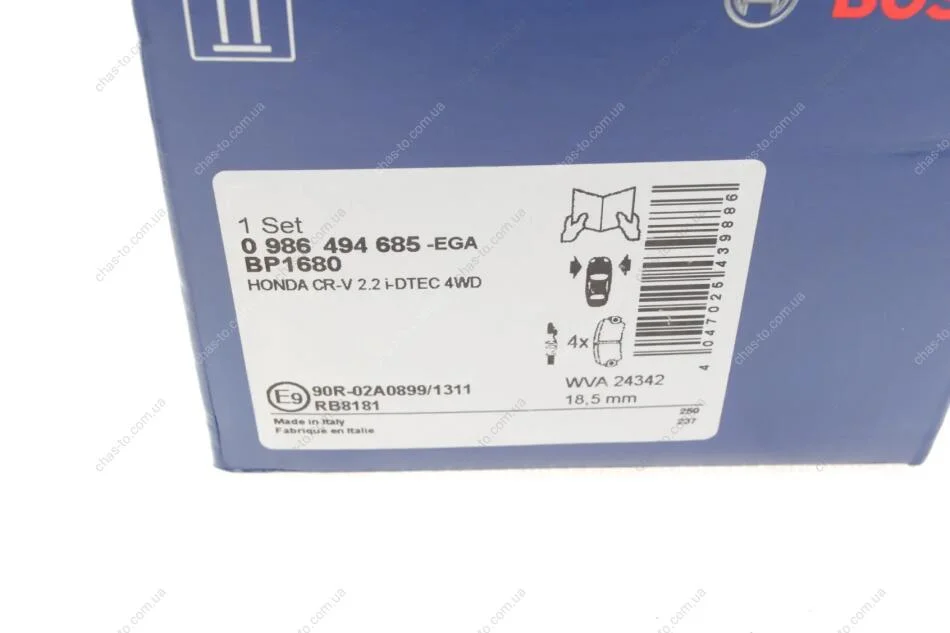 BOS
1 Set
0 986 494 685 -EGA
BP1680
HONDA CR-V 2.2 i-DTEC 4WD
4x
4 047026 439886
WVA 24342
18,5 mm
E9 90R-02A0899/1311
RB8181
Made in Italy
Fabriqué en Italie
250
237
chas-to.com.ua